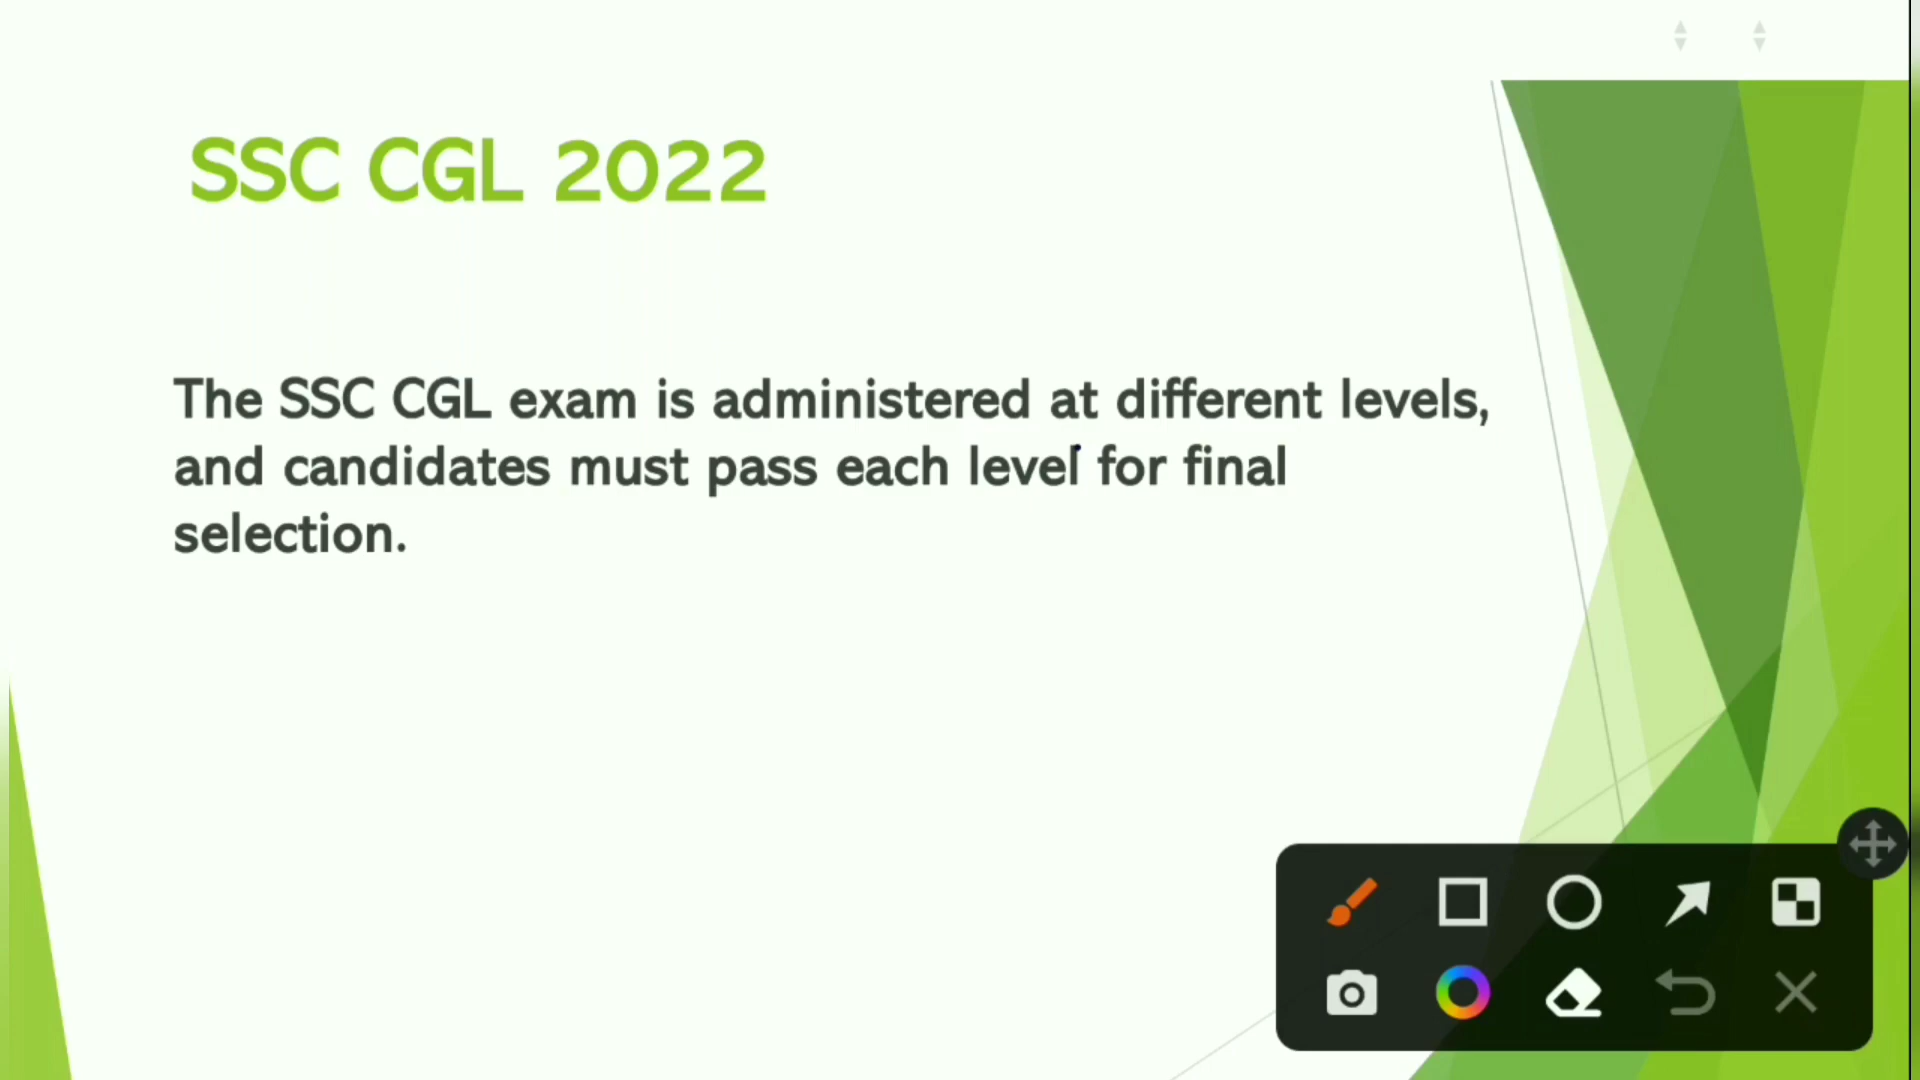 SSC CGL 2022
The SSC CGL exam is administered at different levels,
and candidates must pass each level for final
selection.